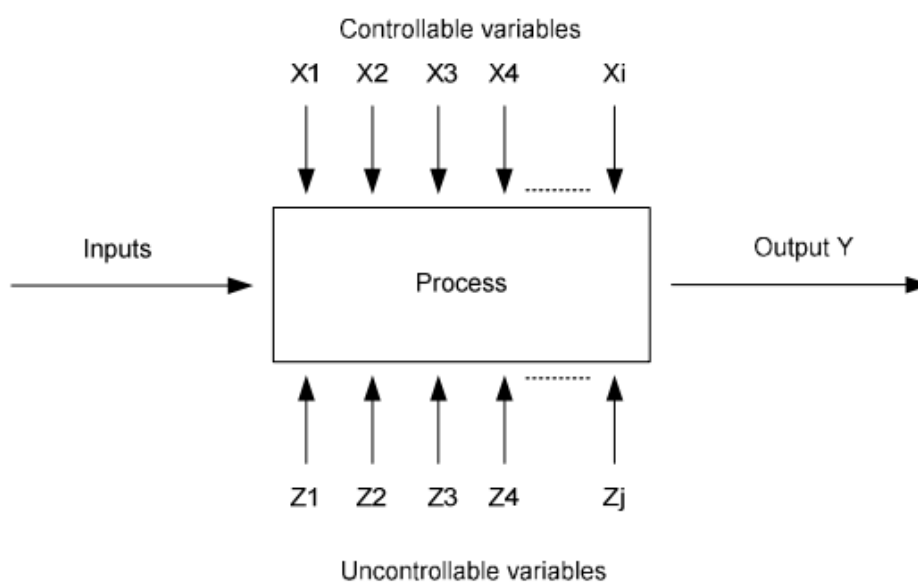 Controllable variables
X1 X2 X3 X4 Xi
Inputs
Process
Output Y
Z1 Z2 Z3 Z4 Zj
Uncontrollable variables